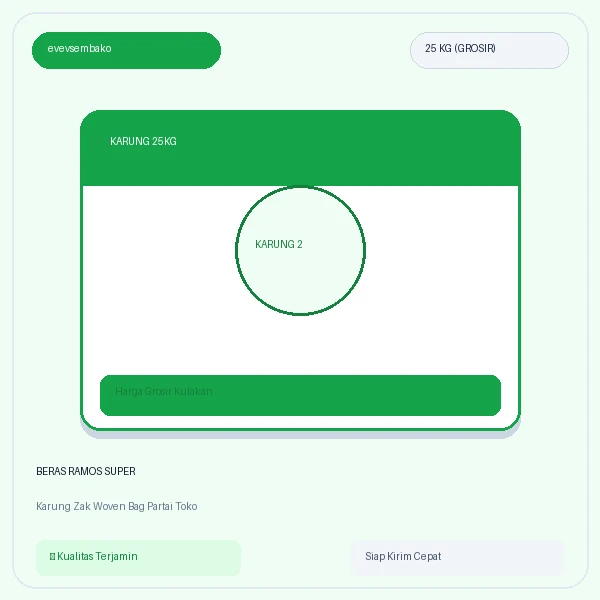 evevsembako
25 KG (GROSIR)
KARUNG 25KG
KARUNG 2
Harga Grosir Kulakan
BERAS RAMOS SUPER
Karung Zak Woven Bag Partai Toko
Kualitas Terjamin
Siap Kirim Cepat